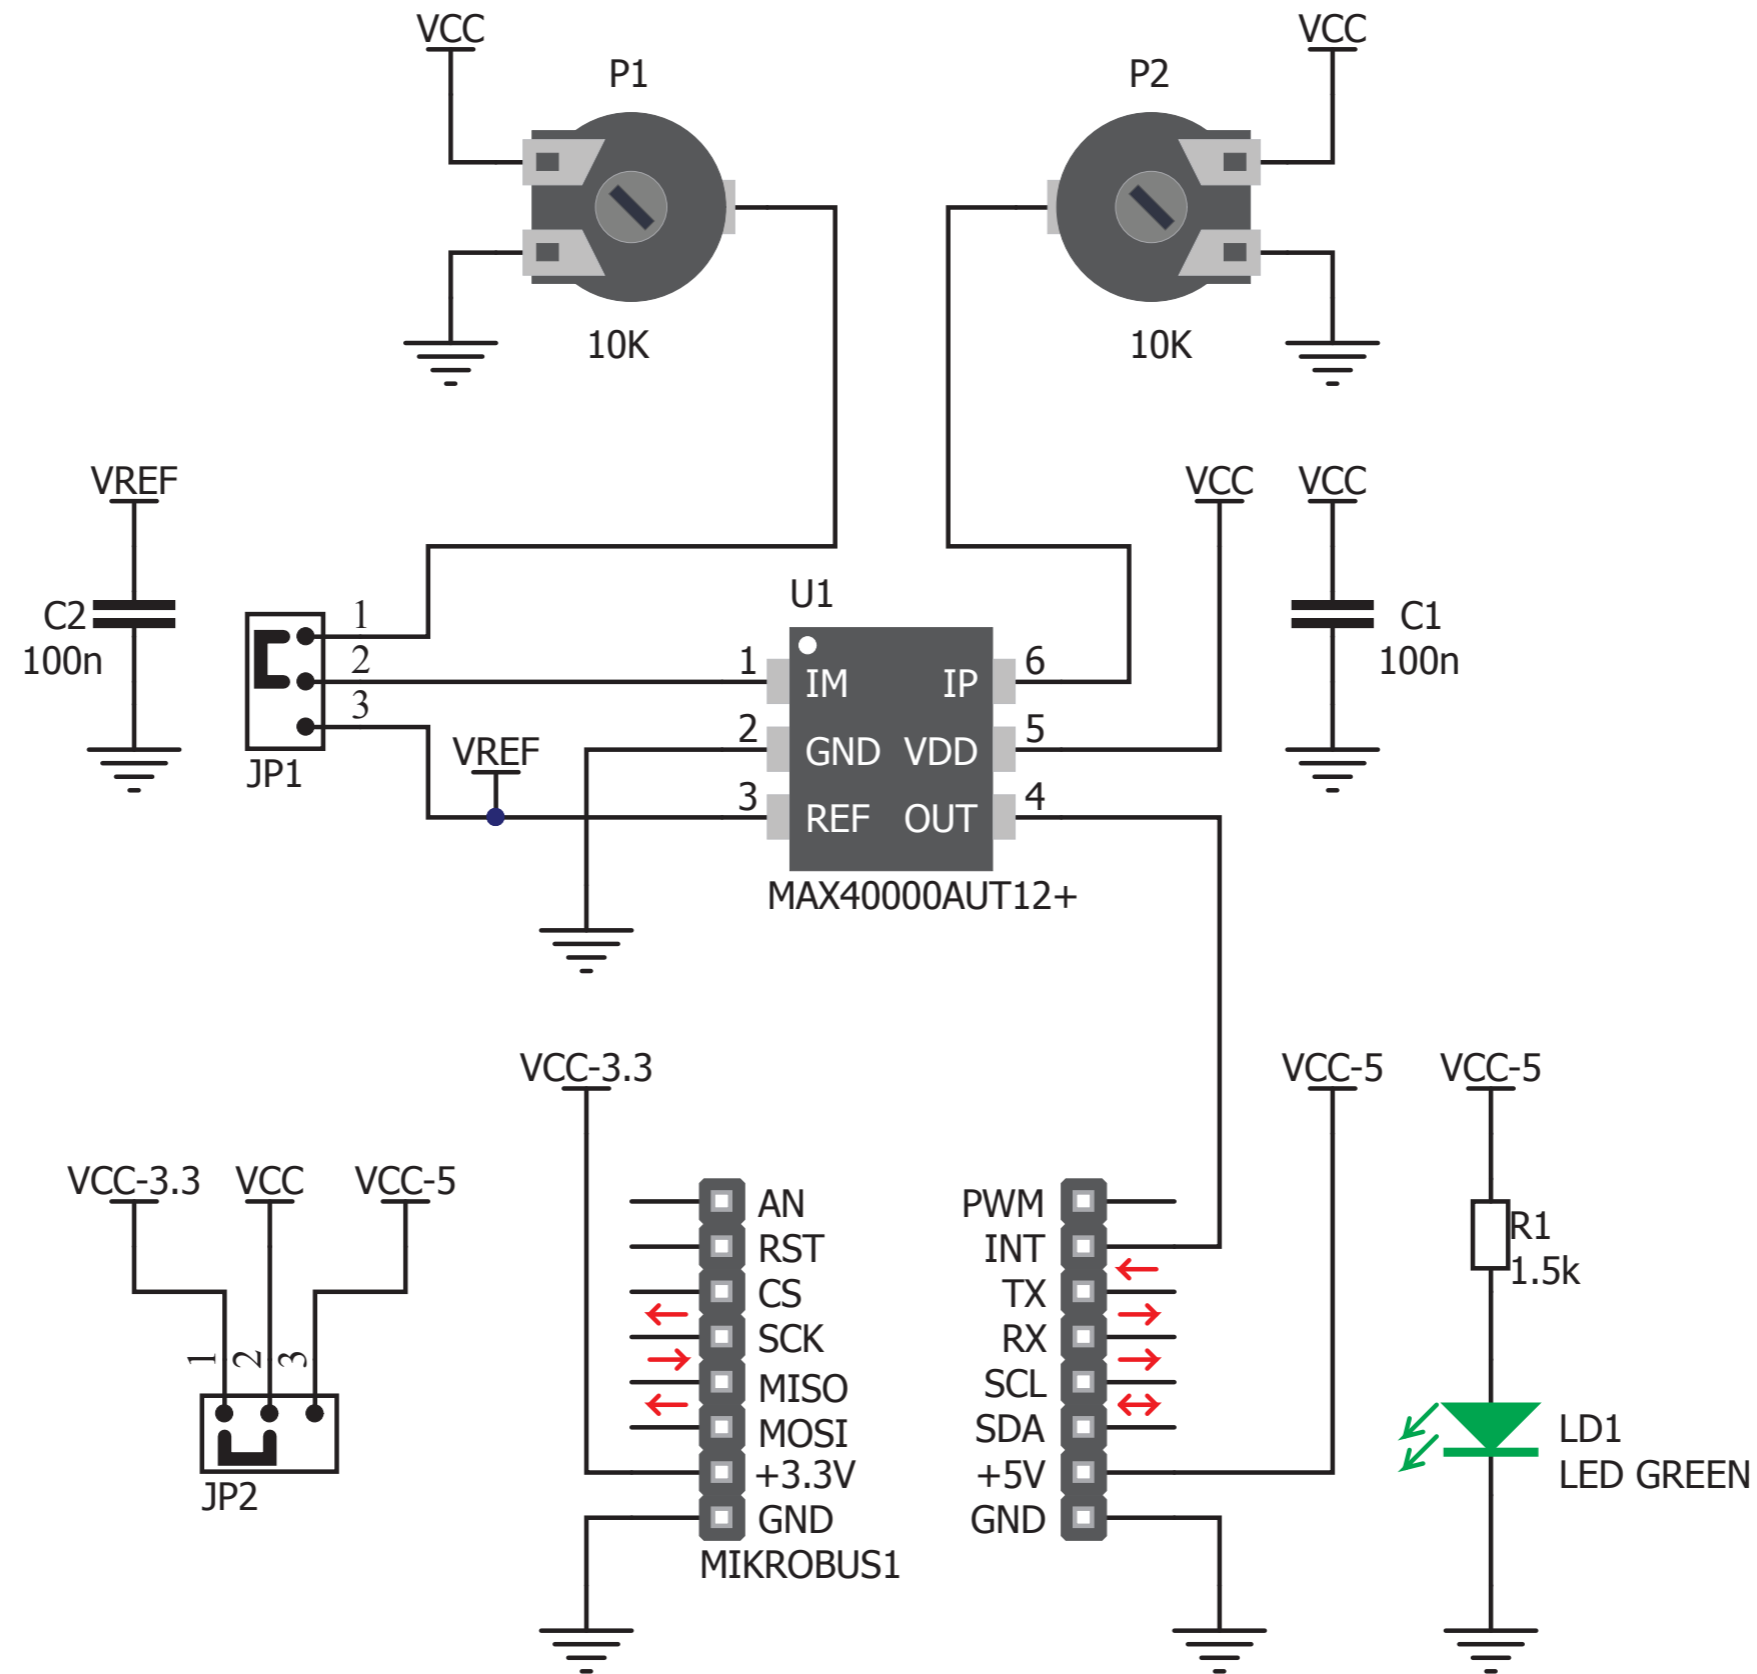 VCC
VCC
P1
P2
10K
10K
VREF
VCC
VCC
C2
100n
C1
100n
1
2
3
JP1
VREF
U1
1
2
3
IM
GND
REF
IP
VDD
OUT
6
5
4
MAX40000AUT12+
VCC-3.3
VCC-5
VCC-5
VCC-3.3
VCC
VCC-5
1
2
3
JP2
AN
RST
CS
SCK
MISO
MOSI
+3.3V
GND
MIKROBUS1
PWM
INT
TX
RX
SCL
SDA
+5V
GND
R1
1.5k
LD1
LED GREEN